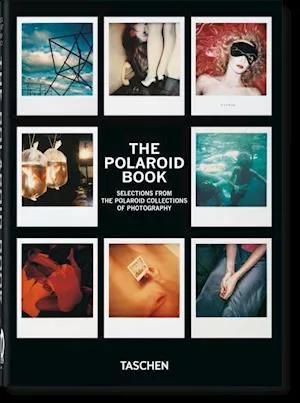 THE
POLAROID
BOOK
SELECTIONS FROM
THE POLAROID COLLECTIONS
OF PHOTOGRAPHY
TASCHEN